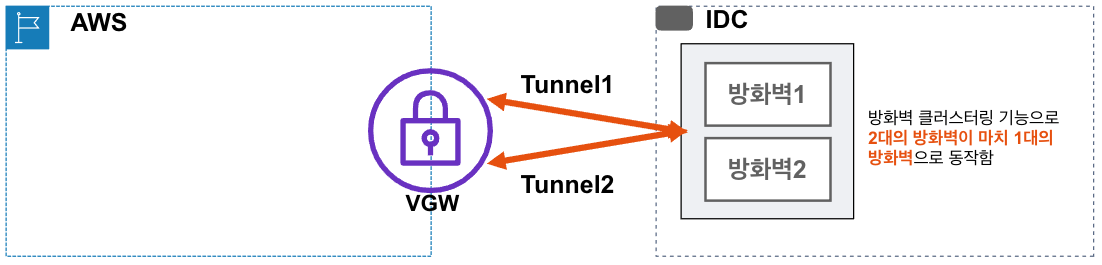 AWS
IDC
Tunnel1
방화벽1
방화벽 클러스터링 기능으로
2대의 방화벽이 마치 1대의
방화벽으로 동작함
방화벽2
Tunnel2
VGW